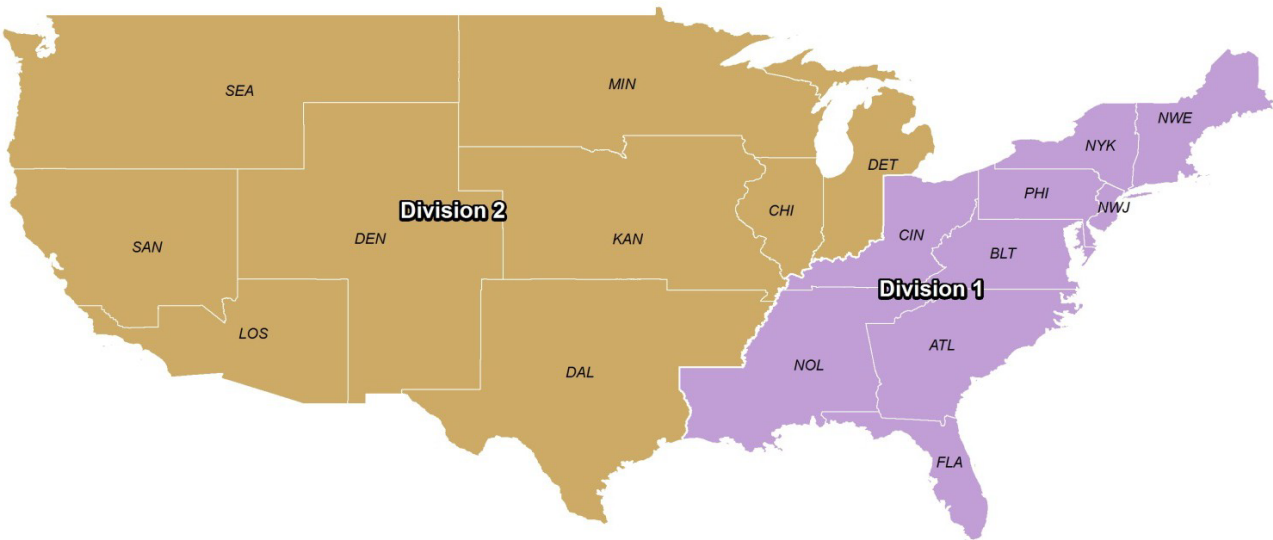 SEA
MIN
NWE
NYK
DET
PHI
NWJ
CHI
Division 2
DEN
KAN
CIN
SAN
BLT
Division 1
LOS
ATL
NOL
DAL
FLA